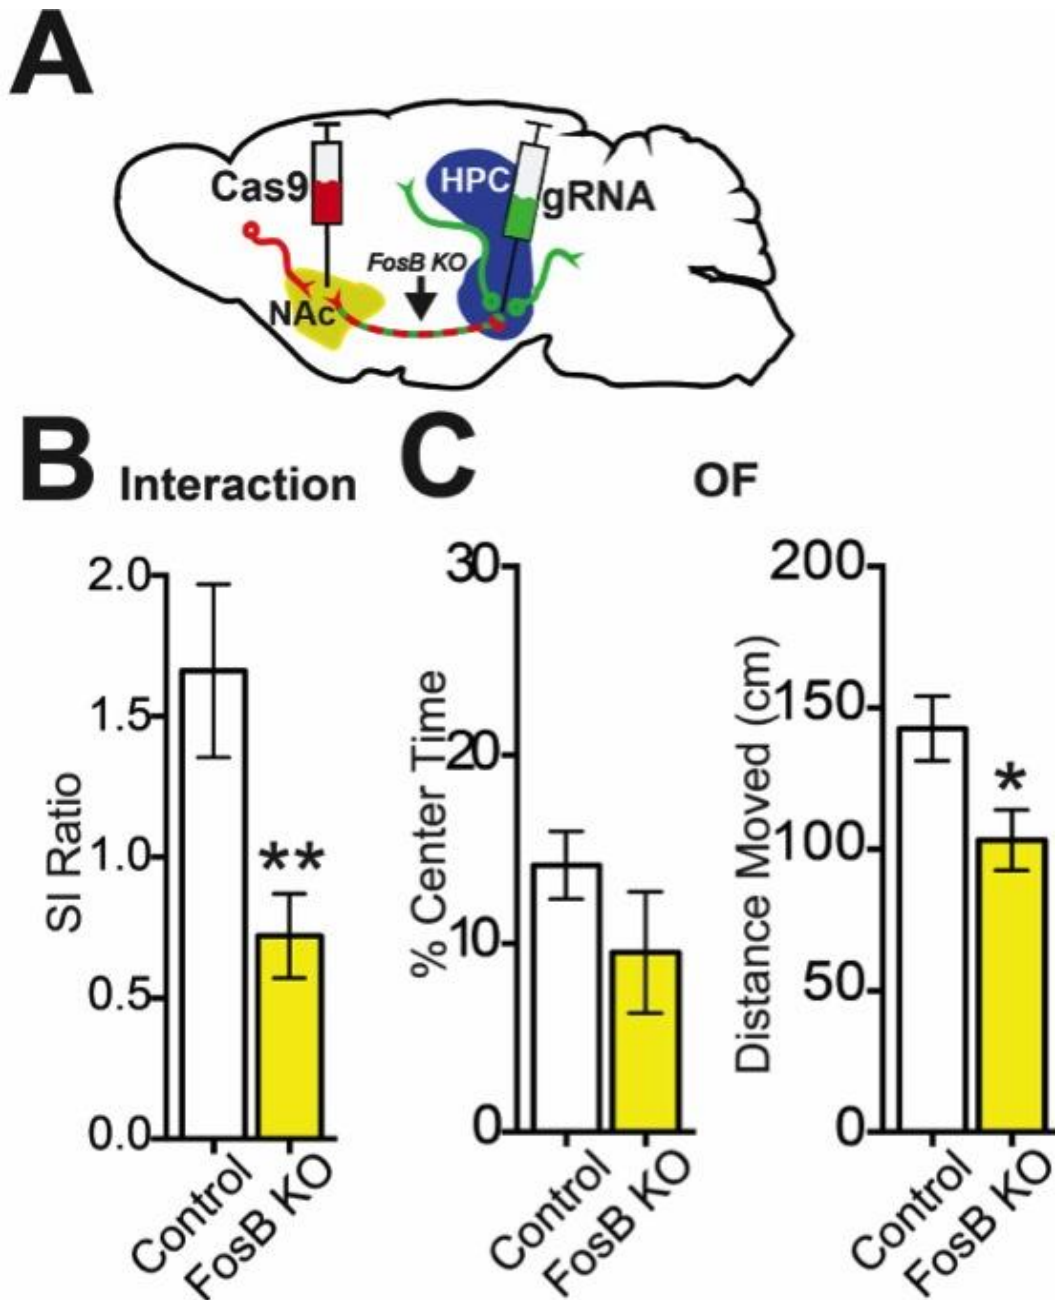 A
Cas9
HPC
gRNA
FosB KO
NAc
B Interaction
2.0
1.5
1.0
0.5
0.0
SI Ratio
**
Control
FosB KO
C OF
30
20
10
0
% Center Time
Control
FosB KO
200
150
100
50
0
Distance Moved (cm)
*
Control
FosB KO